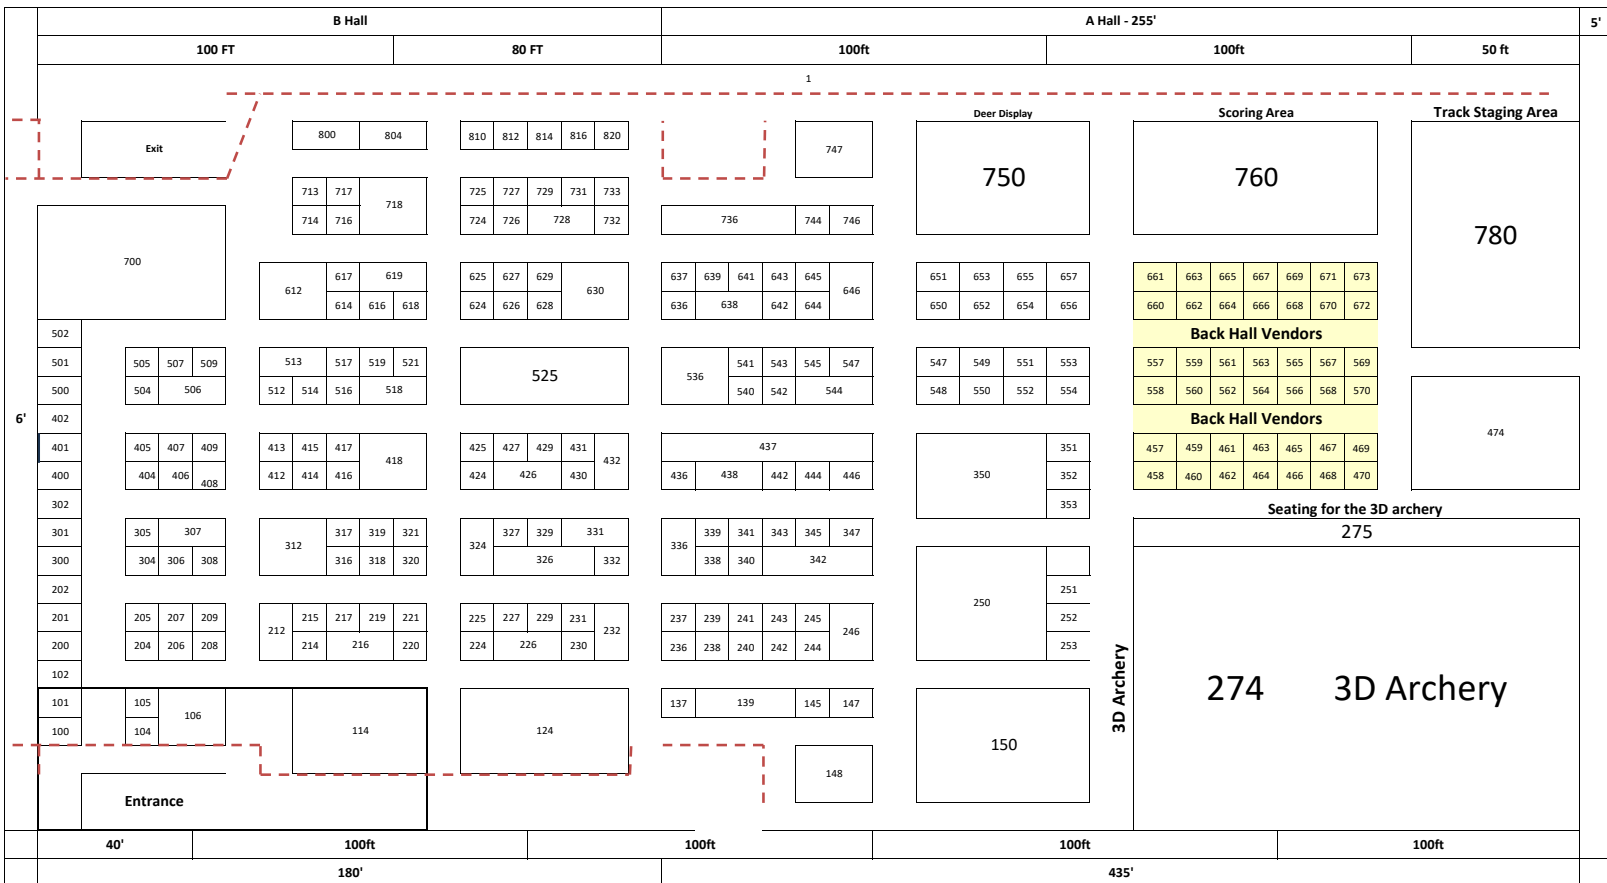 B Hall A Hall - 255' 5'
100 FT 80 FT 100ft 100ft 50 ft
1
Deer Display Scoring Area Track Staging Area
Exit 800 804 810 812 814 816 820 747 750 760
713 717 718 725 727 729 731 733
714 716 724 726 728 732 736 744 746 780
700 612 617 619 625 627 629 630 637 639 641 643 645 646 651 653 655 657 661 663 665 667 669 671 673
614 616 618 624 626 628 636 638 642 644 650 652 654 656 660 662 664 666 668 670 672
502 Back Hall Vendors
501 505 507 509 513 517 519 521 525 536 541 543 545 547 547 549 551 553 557 559 561 563 565 567 569
500 504 506 512 514 516 518 540 542 544 548 550 552 554 558 560 562 564 566 568 570
6' 402 Back Hall Vendors
401 405 407 409 413 415 417 418 425 427 429 431 432 437 351 457 459 461 463 465 467 469 474
400 404 406 408 412 414 416 424 426 430 436 438 442 444 446 350 352 458 460 462 464 466 468 470
302 353 Seating for the 3D archery
301 305 307 312 317 319 321 324 327 329 331 336 339 341 343 345 347 275
300 304 306 308 316 318 320 326 332 338 340 342
202 250 251
201 205 207 209 212 215 217 219 221 225 227 229 231 232 237 239 241 243 245 246 252
200 204 206 208 214 216 220 224 226 230 236 238 240 242 244 253
102
101 105 106 114 124 137 139 145 147 3D Archery 274 3D Archery
100 104 150
148
Entrance
40' 100ft 100ft 100ft 100ft
180' 435'